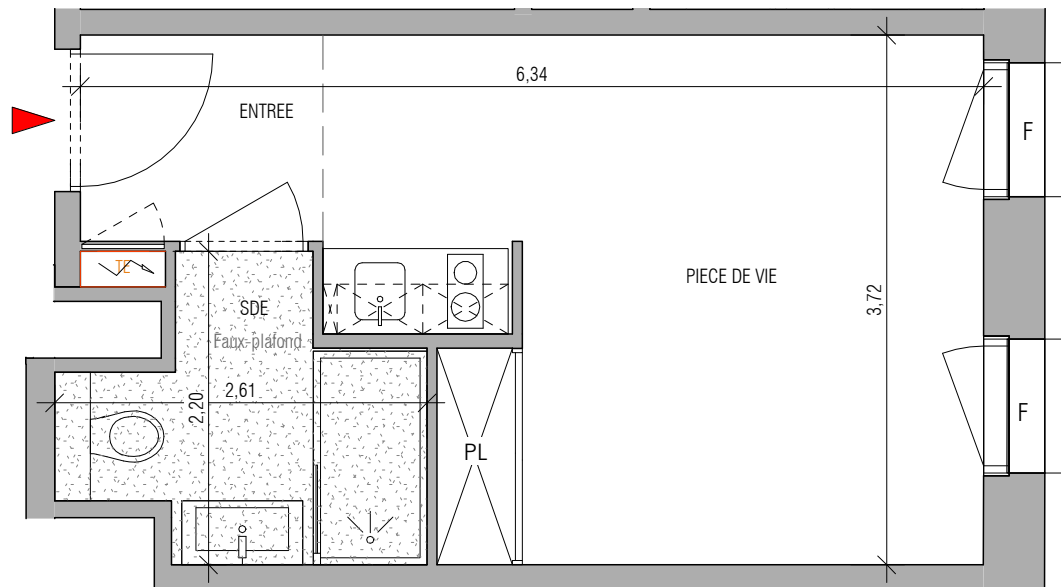 6,34
ENTREE
F
TE
PIECE DE VIE
3,72
SDE
Faux-plafond
2,20
2,61
F
PL